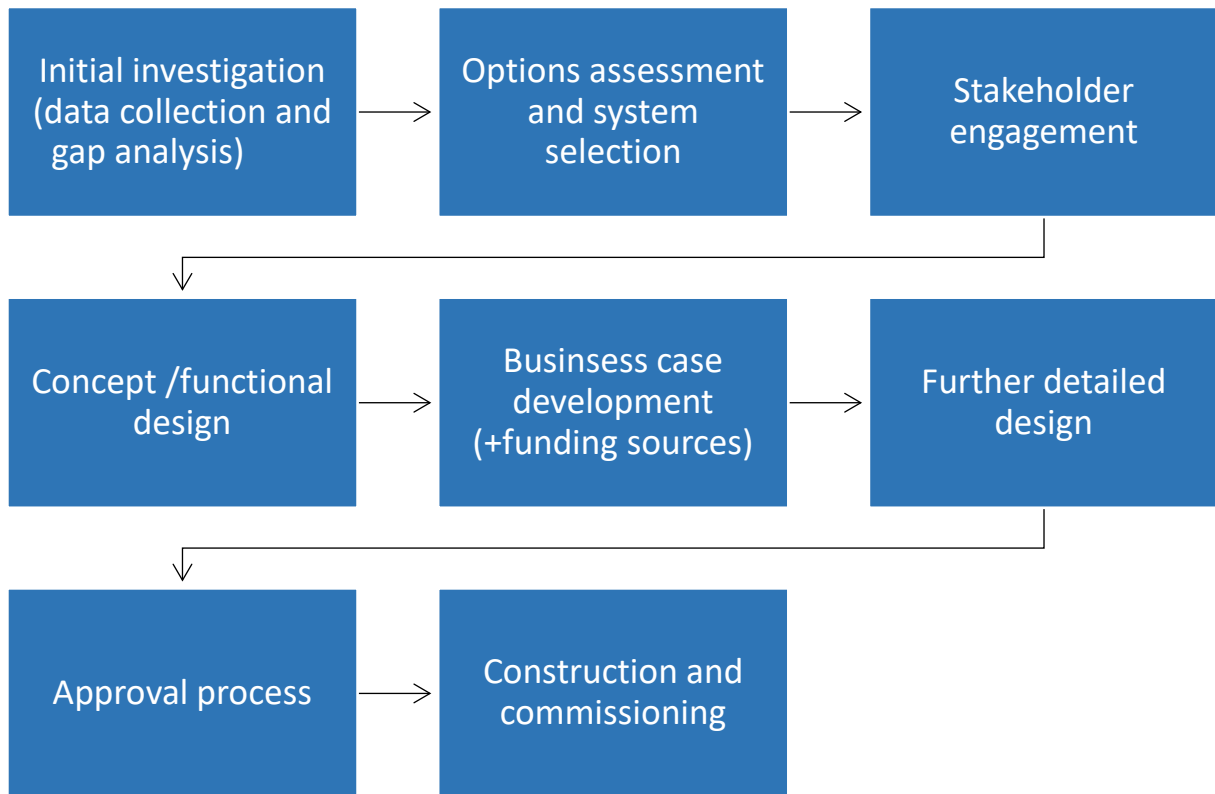 Initial investigation
(data collection and
gap analysis)
Options assessment
and system
selection
Stakeholder
engagement
Concept /functional
design
Businsess case
development
(+funding sources)
Further detailed
design
Approval process
Construction and
commissioning